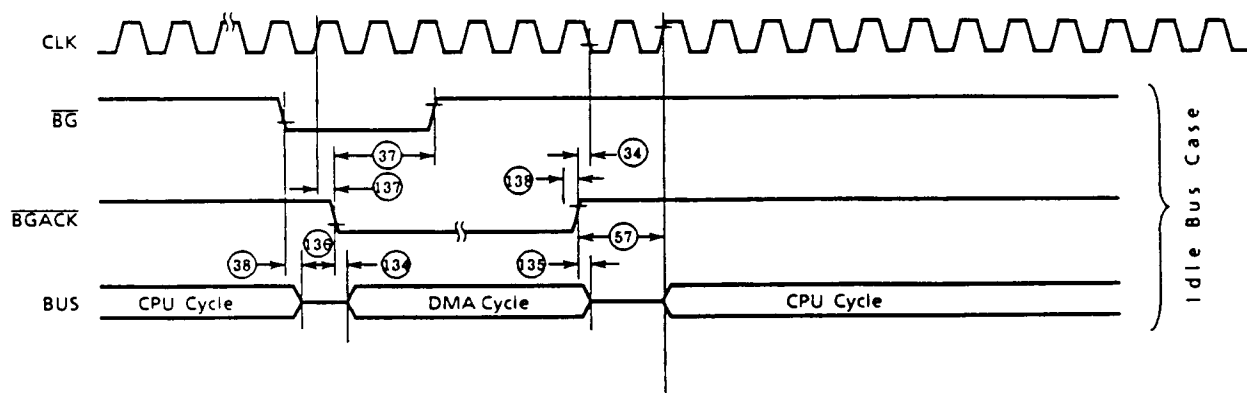 CLK
BG
37
34
138
137
BGACK
136
57
38
134
135
BUS
CPU Cycle
DMA Cycle
CPU Cycle
Idle Bus Case